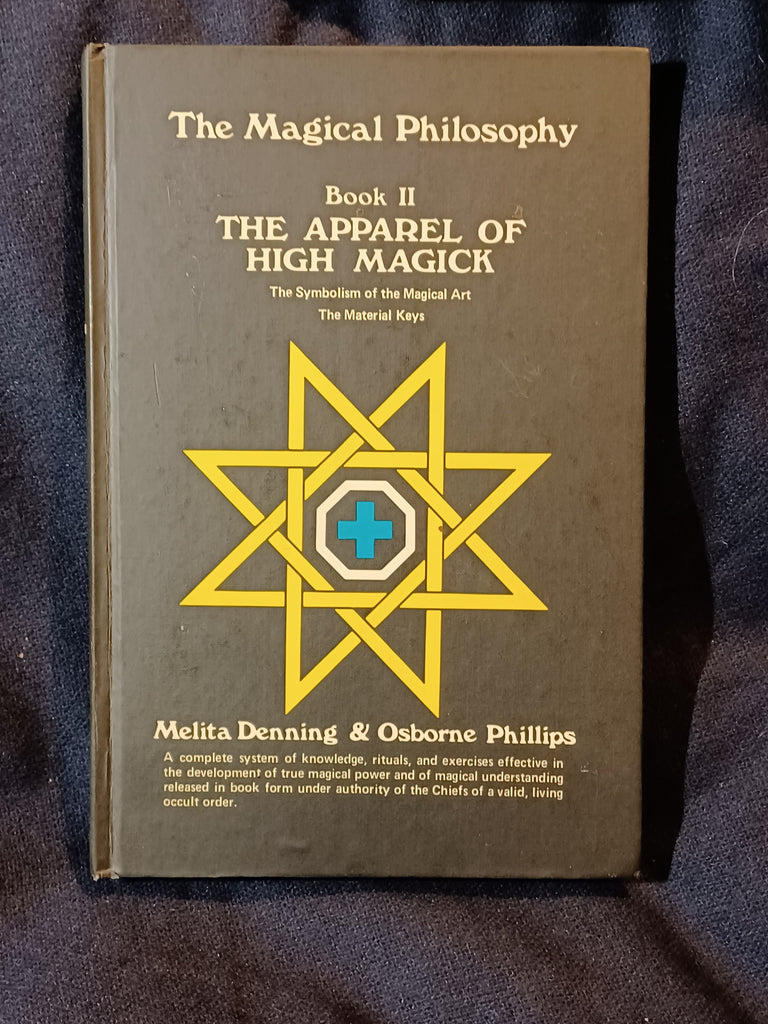 The Magical Philosophy
Book II
THE APPAREL OF
HIGH MAGICK
The Symbolism of the Magical Art
The Material Keys
Melita Denning & Osborne Phillips
A complete system of knowledge, rituals, and exercises effective in
the development of true magical power and of magical understanding
released in book form under authority of the Chiefs of a valid, living
occult order.